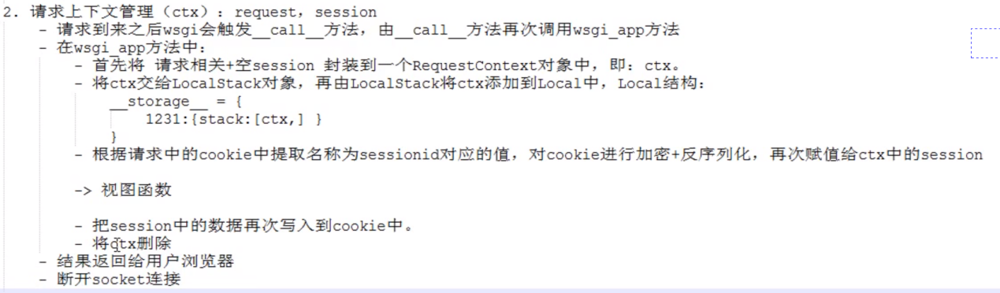 2. 请求上下文管理（ctx）：request，session
- 请求到来之后wsgi会触发__call__方法，由__call__方法再次调用wsgi_app方法
- 在wsgi_app方法中：
- 首先将 请求相关+空session 封装到一个RequestContext对象中，即：ctx。
- 将ctx交给LocalStack对象，再由LocalStack将ctx添加到Local中，Local结构：
__storage__ = {
1231:{stack:[ctx,] }
}
- 根据请求中的cookie中提取名称为sessionid对应的值，对cookie进行加密+反序列化，再次赋值给ctx中的session
-> 视图函数
- 把session中的数据再次写入到cookie中。
- 将ctx删除
- 结果返回给用户浏览器
- 断开socket连接